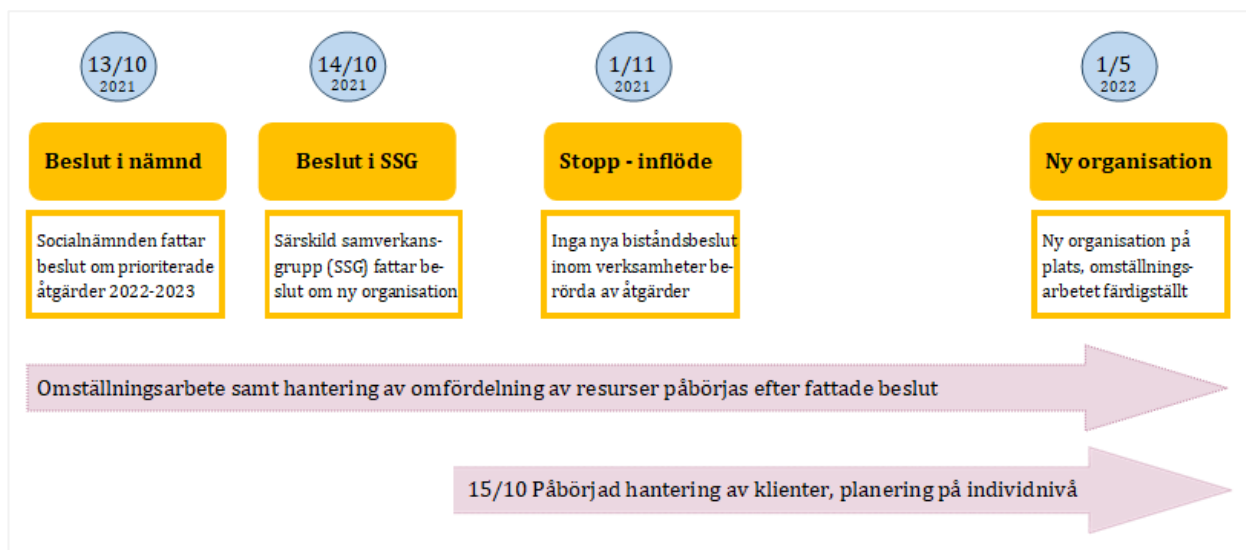 13/10
2021
14/10
2021
1/11
2021
1/5
2022
Beslut i nämnd
Beslut i SSG
Stopp - inflöde
Ny organisation
Socialnämnden fattar
beslut om prioriterade
åtgärder 2022-2023
Särskild samverkans-
grupp (SSG) fattar be-
slut om ny organisation
Inga nya biståndsbeslut
inom verksamheter be-
rörda av åtgärder
Ny organisation på
plats, omställnings-
arbetet färdigställt
Omställningsarbete samt hantering av omfördelning av resurser påbörjas efter fattade beslut
15/10 Påbörjad hantering av klienter, planering på individnivå